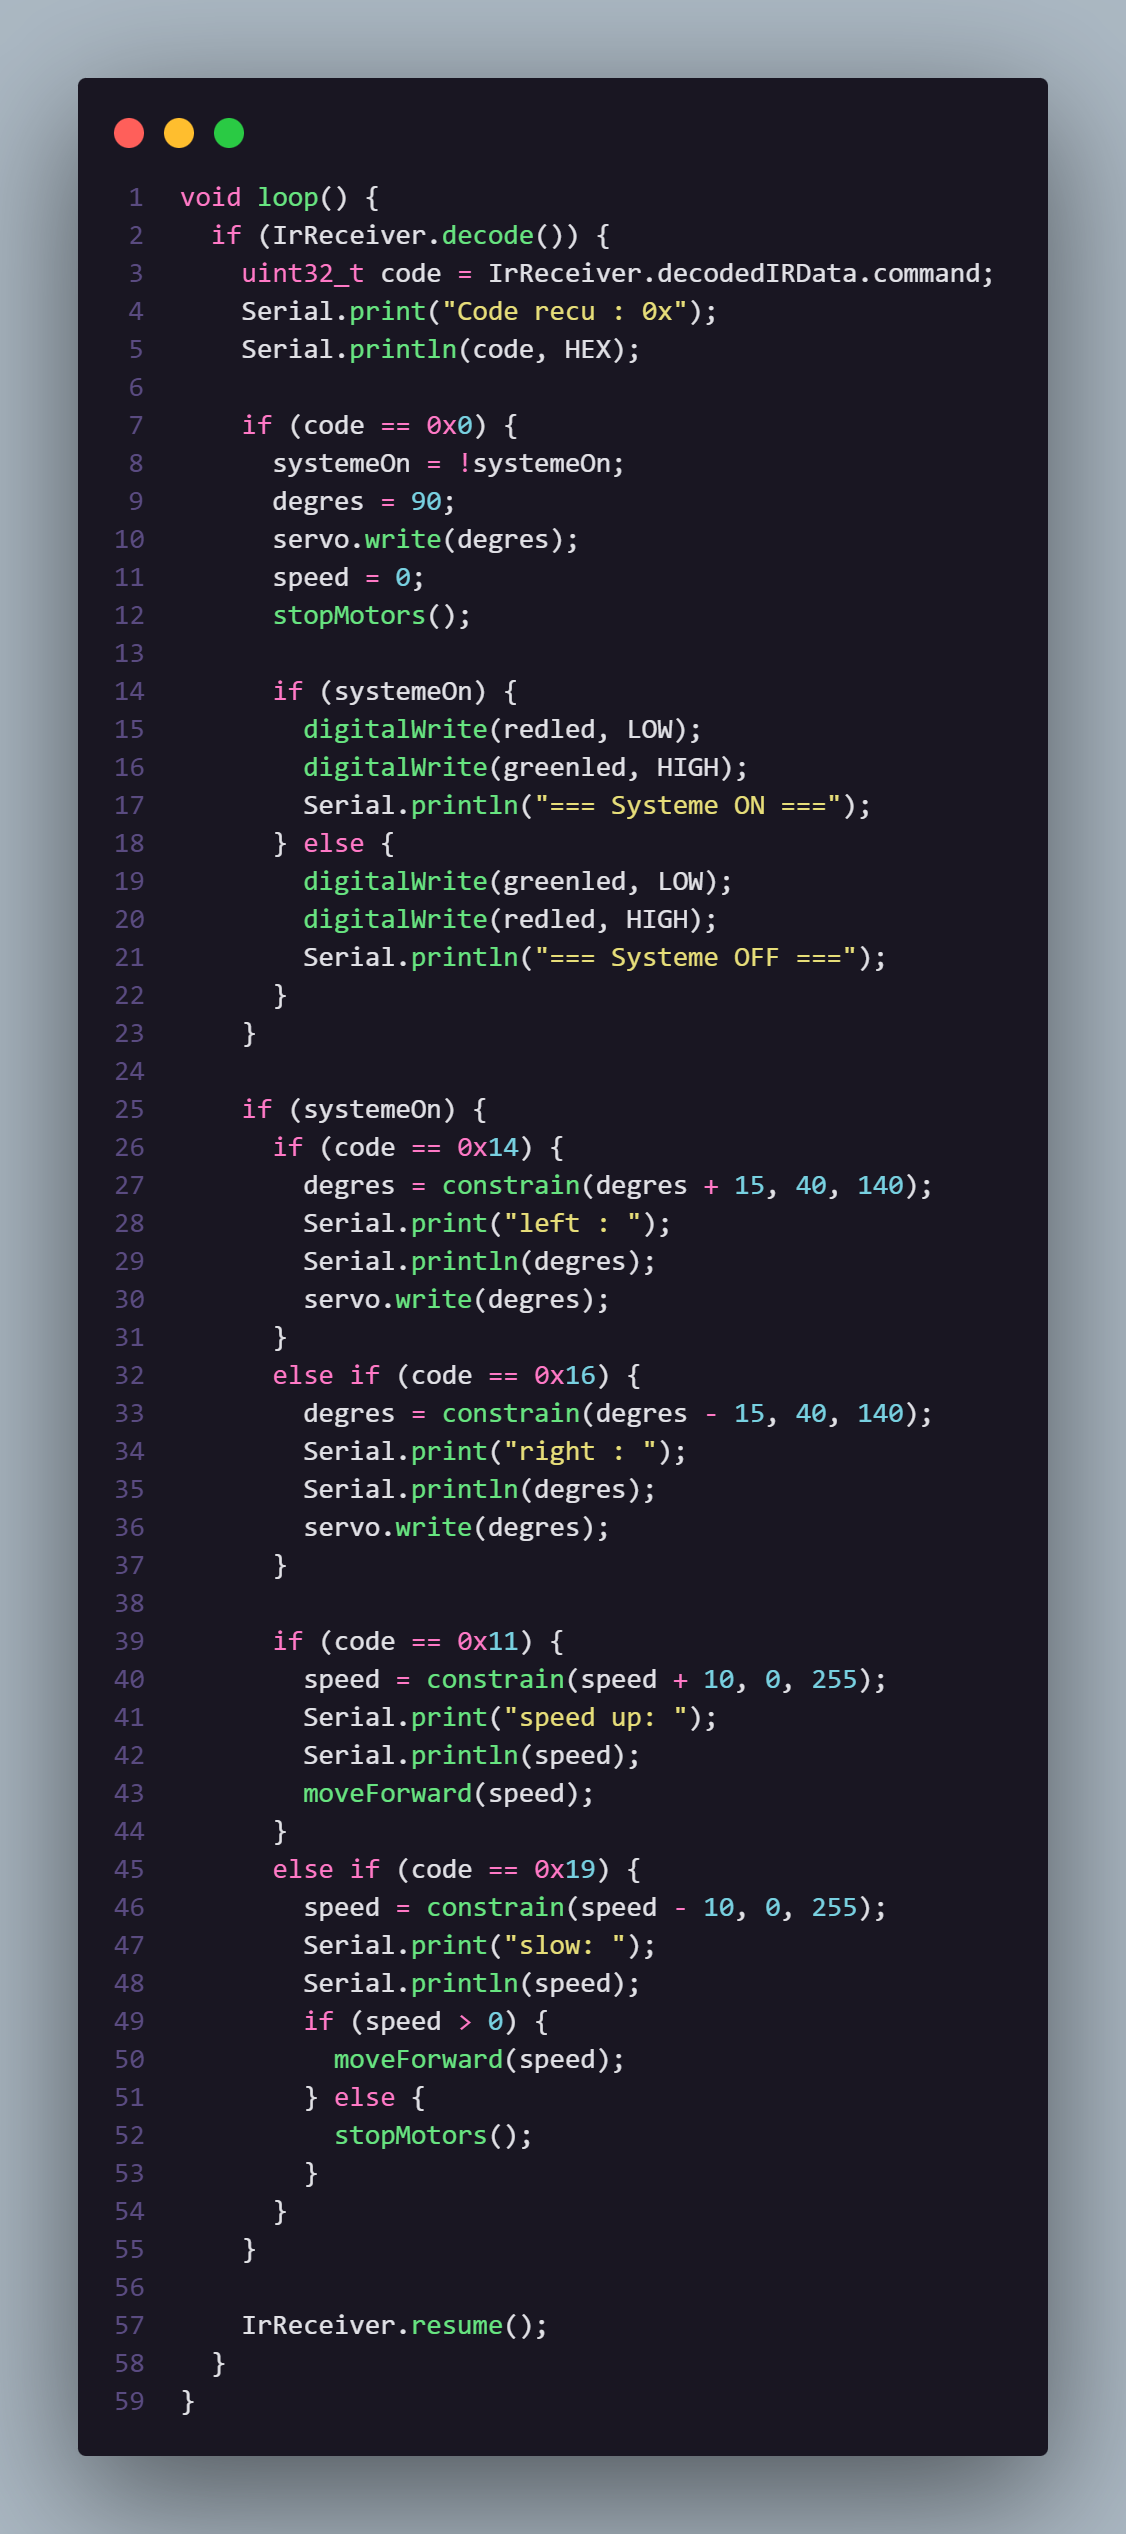 1 void loop() {
2   if (IrReceiver.decode()) {
3     uint32_t code = IrReceiver.decodedIRData.command;
4     Serial.print("Code recu : 0x");
5     Serial.println(code, HEX);
6
7     if (code == 0x0) {
8       systemeOn = !systemeOn;
9       degres = 90;
10       servo.write(degres);
11       speed = 0;
12       stopMotors();
13
14       if (systemeOn) {
15         digitalWrite(redled, LOW);
16         digitalWrite(greenled, HIGH);
17         Serial.println("=== Systeme ON ===");
18       } else {
19         digitalWrite(greenled, LOW);
20         digitalWrite(redled, HIGH);
21         Serial.println("=== Systeme OFF ===");
22       }
23     }
24
25     if (systemeOn) {
26       if (code == 0x14) {
27         degres = constrain(degres + 15, 40, 140);
28         Serial.print("left : ");
29         Serial.println(degres);
30         servo.write(degres);
31       }
32       else if (code == 0x16) {
33         degres = constrain(degres - 15, 40, 140);
34         Serial.print("right : ");
35         Serial.println(degres);
36         servo.write(degres);
37       }
38
39       if (code == 0x11) {
40         speed = constrain(speed + 10, 0, 255);
41         Serial.print("speed up: ");
42         Serial.println(speed);
43         moveForward(speed);
44       }
45       else if (code == 0x19) {
46         speed = constrain(speed - 10, 0, 255);
47         Serial.print("slow: ");
48         Serial.println(speed);
49         if (speed > 0) {
50           moveForward(speed);
51         } else {
52           stopMotors();
53         }
54       }
55     }
56
57     IrReceiver.resume();
58   }
59 }